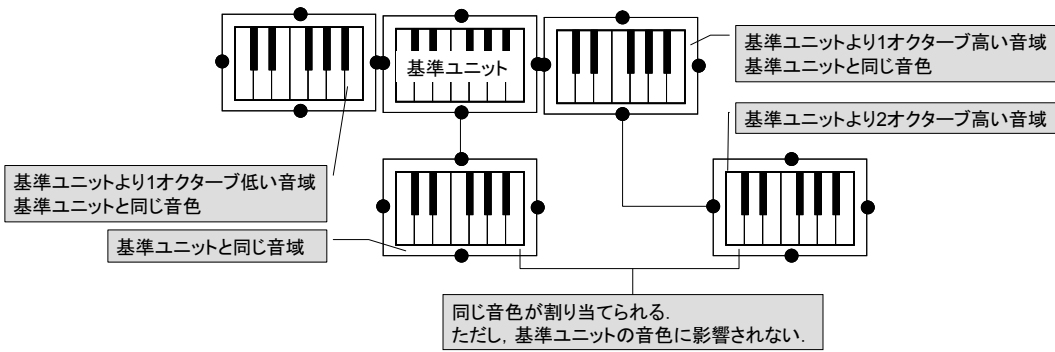 基準ユニット
基準ユニットより1オクターブ高い音域
基準ユニットと同じ音色
基準ユニットより2オクターブ高い音域
基準ユニットより1オクターブ低い音域
基準ユニットと同じ音色
基準ユニットと同じ音域
同じ音色が割り当てられる.
ただし, 基準ユニットの音色に影響されない.